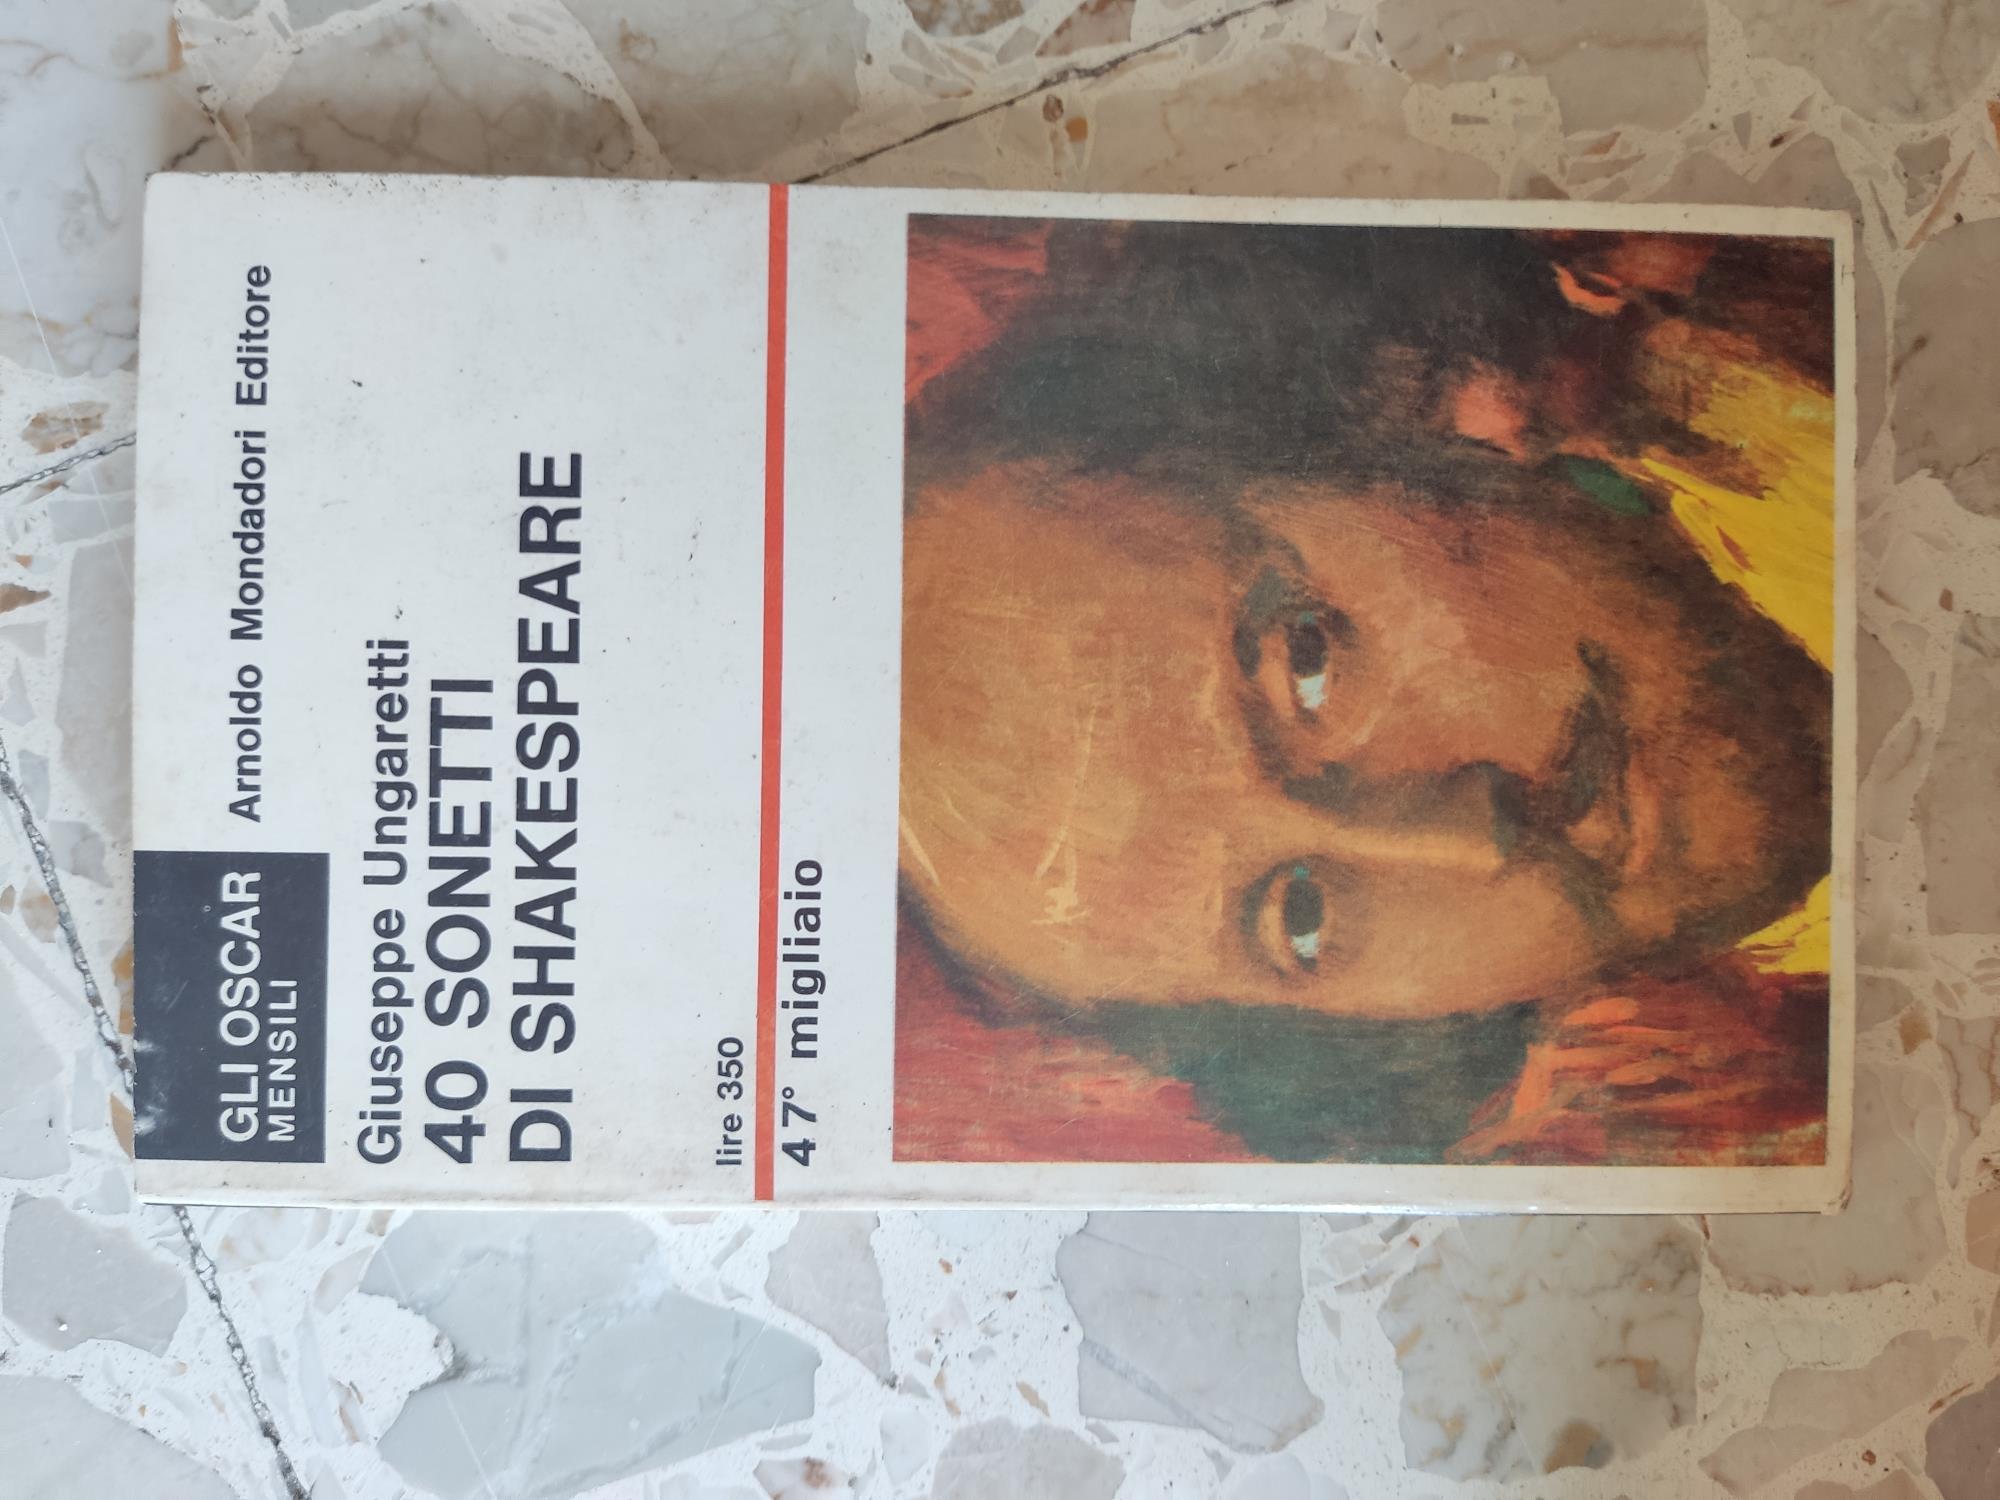 GLI OSCAR
MENSILI
Arnoldo Mondadori Editore
Giuseppe Ungaretti
40 SONETTI
DI SHAKESPEARE
lire 350
47° migliaio